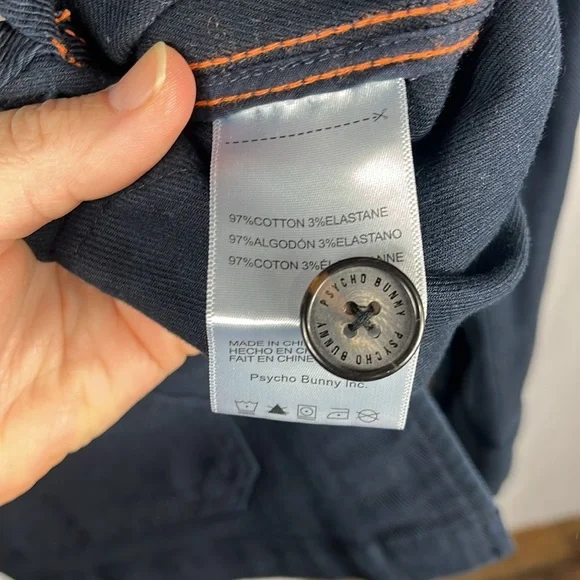 97%COTTON 3%ELASTANE
97%ALGODÓN 3%ELASTANO
97%COTON
MADE IN
HECHO EN
FAIT EN CHINE
Psycho Bunny Inc.
PSYCHO BUNNY
PSYCHO BUNNY